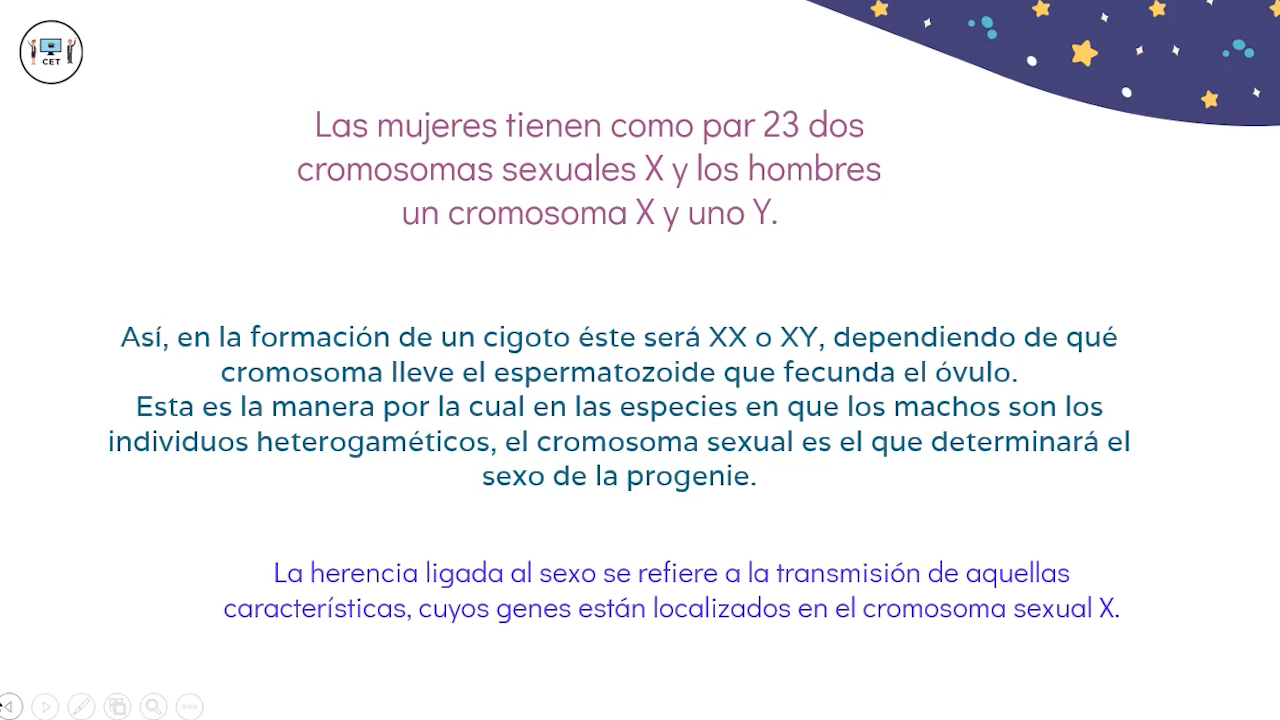 CET
Las mujeres tienen como par 23 dos
cromosomas sexuales X y los hombres
un cromosoma X y uno Y.
Así, en la formación de un cigoto éste será XX o XY, dependiendo de qué
cromosoma lleve el espermatozoide que fecunda el óvulo.
Esta es la manera por la cual en las especies en que los machos son los
individuos heterogaméticos, el cromosoma sexual es el que determinará el
sexo de la progenie.
La herencia ligada al sexo se refiere a la transmisión de aquellas
características, cuyos genes están localizados en el cromosoma sexual X.